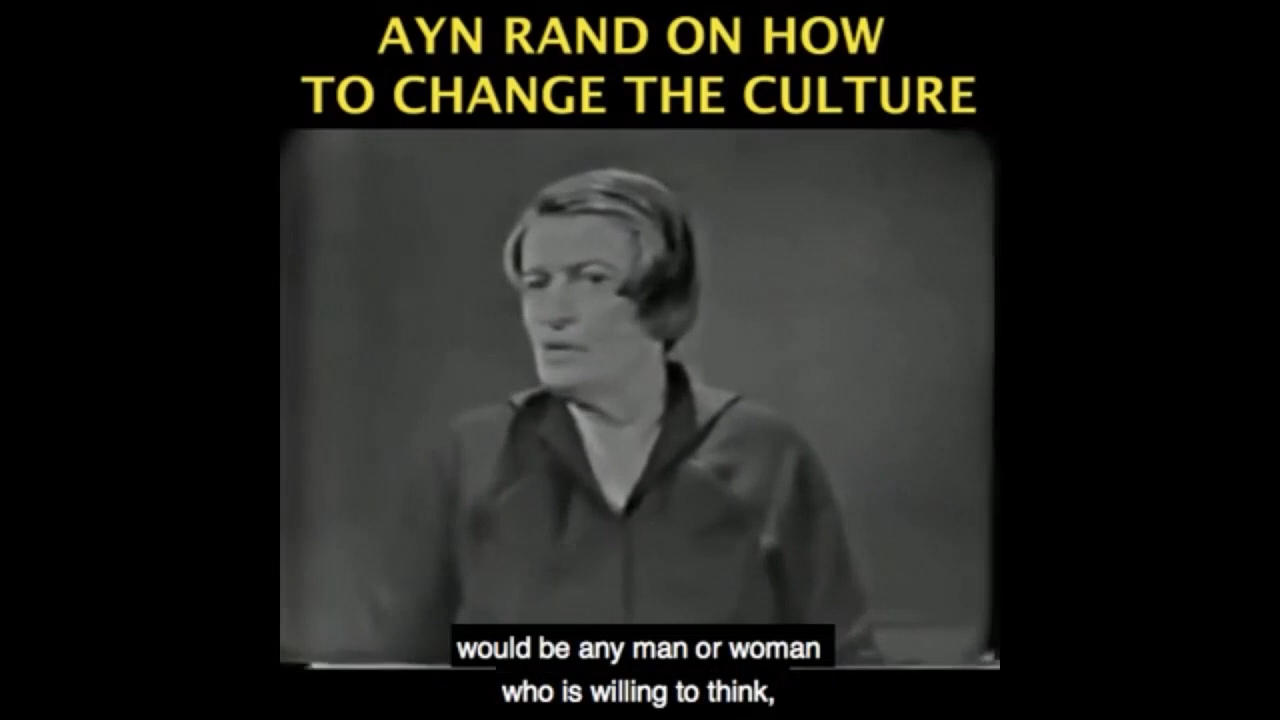 AYN RAND ON HOW
TO CHANGE THE CULTURE
would be any man or woman
who is willing to think,